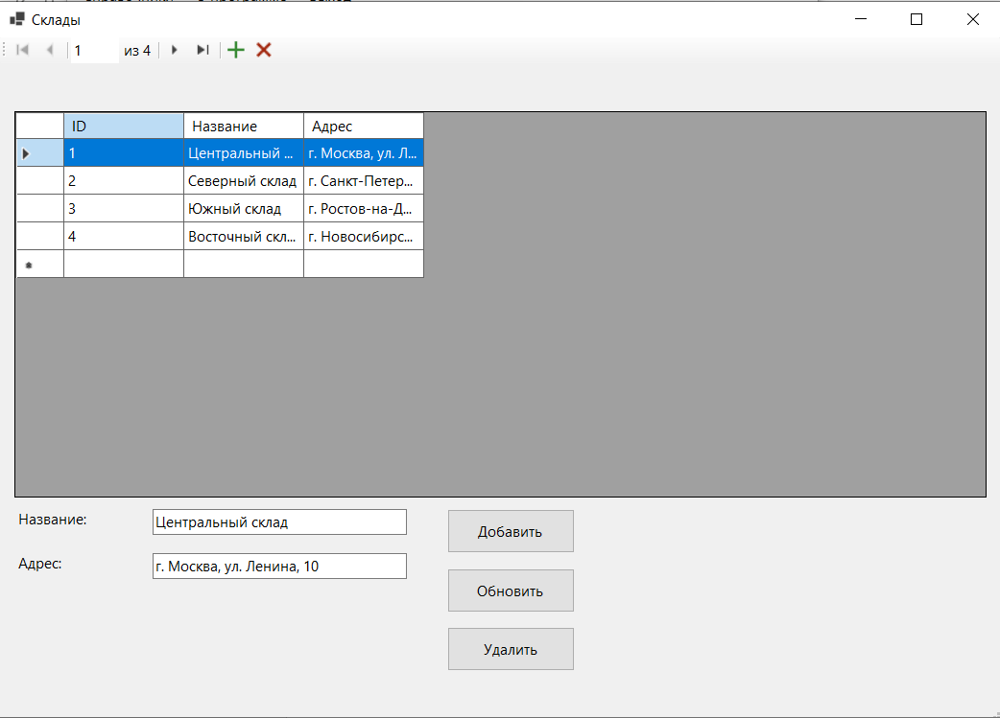 Склады
1 из 4
ID Название Адрес
1 Центральный ... г. Москва, ул. Л...
2 Северный склад г. Санкт-Петер...
3 Южный склад г. Ростов-на-Д...
4 Восточный скл... г. Новосибирс...
Название: Центральный склад
Добавить
Адрес: г. Москва, ул. Ленина, 10
Обновить
Удалить